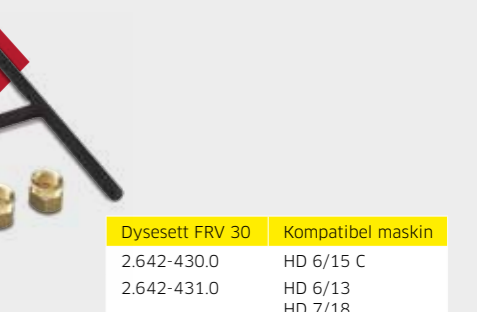 Dysesett FRV 30 Kompatibel maskin
2.642-430.0 HD 6/15 C
2.642-431.0 HD 6/13
HD 7/18